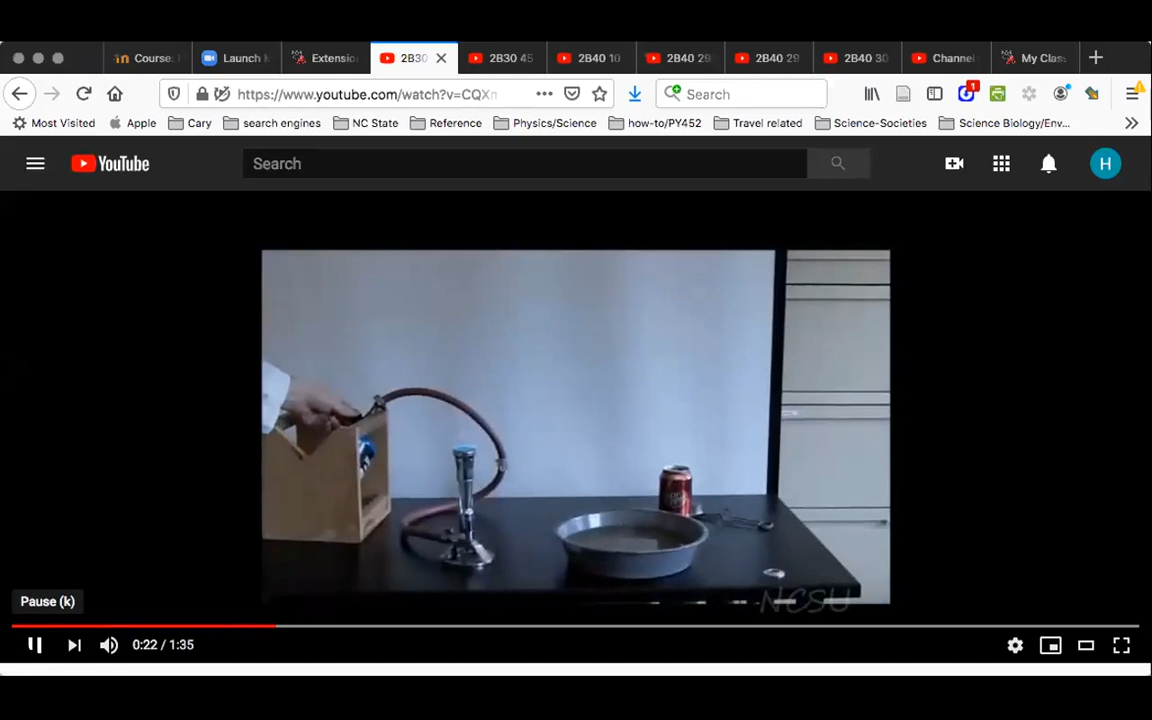 Course: Launch Extension 2B30 2B30 45 2B40 10 2B40 29 2B40 29 2B40 30 Channel My Class
https://www.youtube.com/watch?v=CQX Search 1
Most Visited Apple Cary search engines NC State Reference Physics/Science how-to/PY452 Travel related Science-Societies Science Biology/Env...
YouTube Search H
NCSU
Pause (k)
0:22 / 1:35